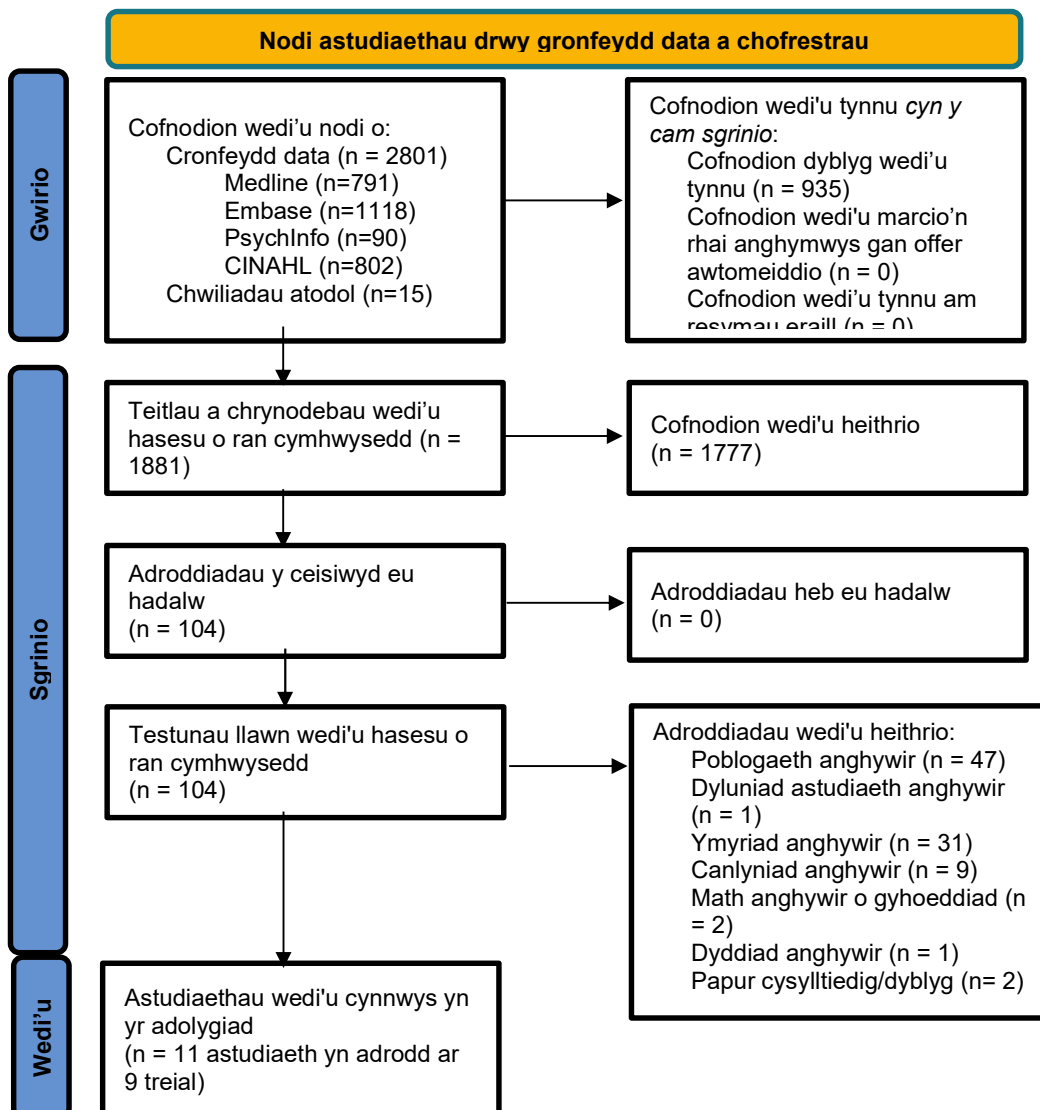 Nodi astudiaethau drwy gronfeydd data a chofrestrau
Gwirio
Cofnodion wedi’u nodi o:
Cronfeydd data (n = 2801)
Medline (n=791)
Embase (n=1118)
PsychInfo (n=90)
CINAHL (n=802)
Chwiliadau atodol (n=15)
Cofnodion wedi'u tynnu cyn y
cam sgrinio:
Cofnodion dyblyg wedi’u
tynnu (n = 935)
Cofnodion wedi'u marcio’n
rhai anghymwys gan offer
awtomeiddio (n = 0)
Cofnodion wedi’u tynnu am
resymau eraill (n = 0)
Sgrinio
Teitlau a chrynodebau wedi’u
hasesu o ran cymhwysedd (n =
1881)
Cofnodion wedi'u heithrio
(n = 1777)
Adroddiadau y ceisiwyd eu
hadalw
(n = 104)
Adroddiadau heb eu hadalw
(n = 0)
Testunau llawn wedi'u hasesu o
ran cymhwysedd
(n = 104)
Adroddiadau wedi'u heithrio:
Poblogaeth anghywir (n = 47)
Dyluniad astudiaeth anghywir
(n = 1)
Ymyriad anghywir (n = 31)
Canlyniad anghywir (n = 9)
Math anghywir o gyhoeddiad (n
= 2)
Dyddiad anghywir (n = 1)
Papur cysylltiedig/dyblyg (n= 2)
Wedi’u
Astudiaethau wedi'u cynnwys yn
yr adolygiad
(n = 11 astudiaeth yn adrodd ar
9 treial)